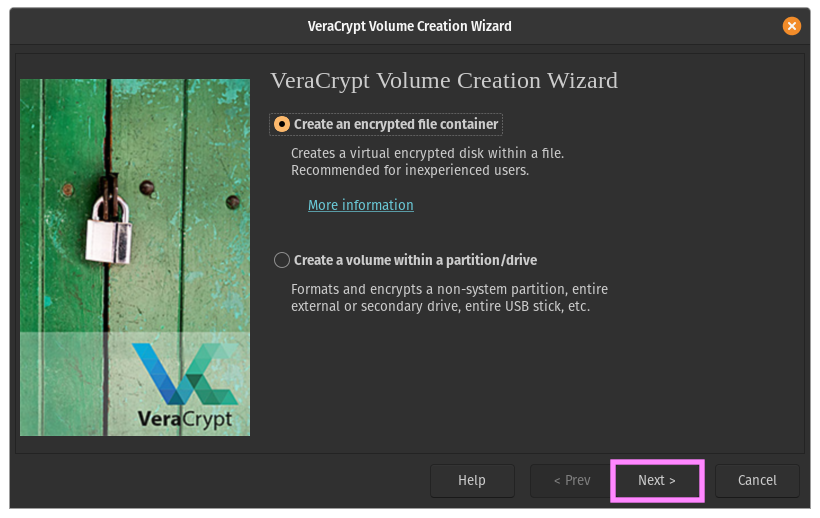 VeraCrypt Volume Creation Wizard
VeraCrypt Volume Creation Wizard
Create an encrypted file container
Creates a virtual encrypted disk within a file.
Recommended for inexperienced users.
More information
Create a volume within a partition/drive
Formats and encrypts a non-system partition, entire
external or secondary drive, entire USB stick, etc.
VeraCrypt
Help
< Prev
Next >
Cancel